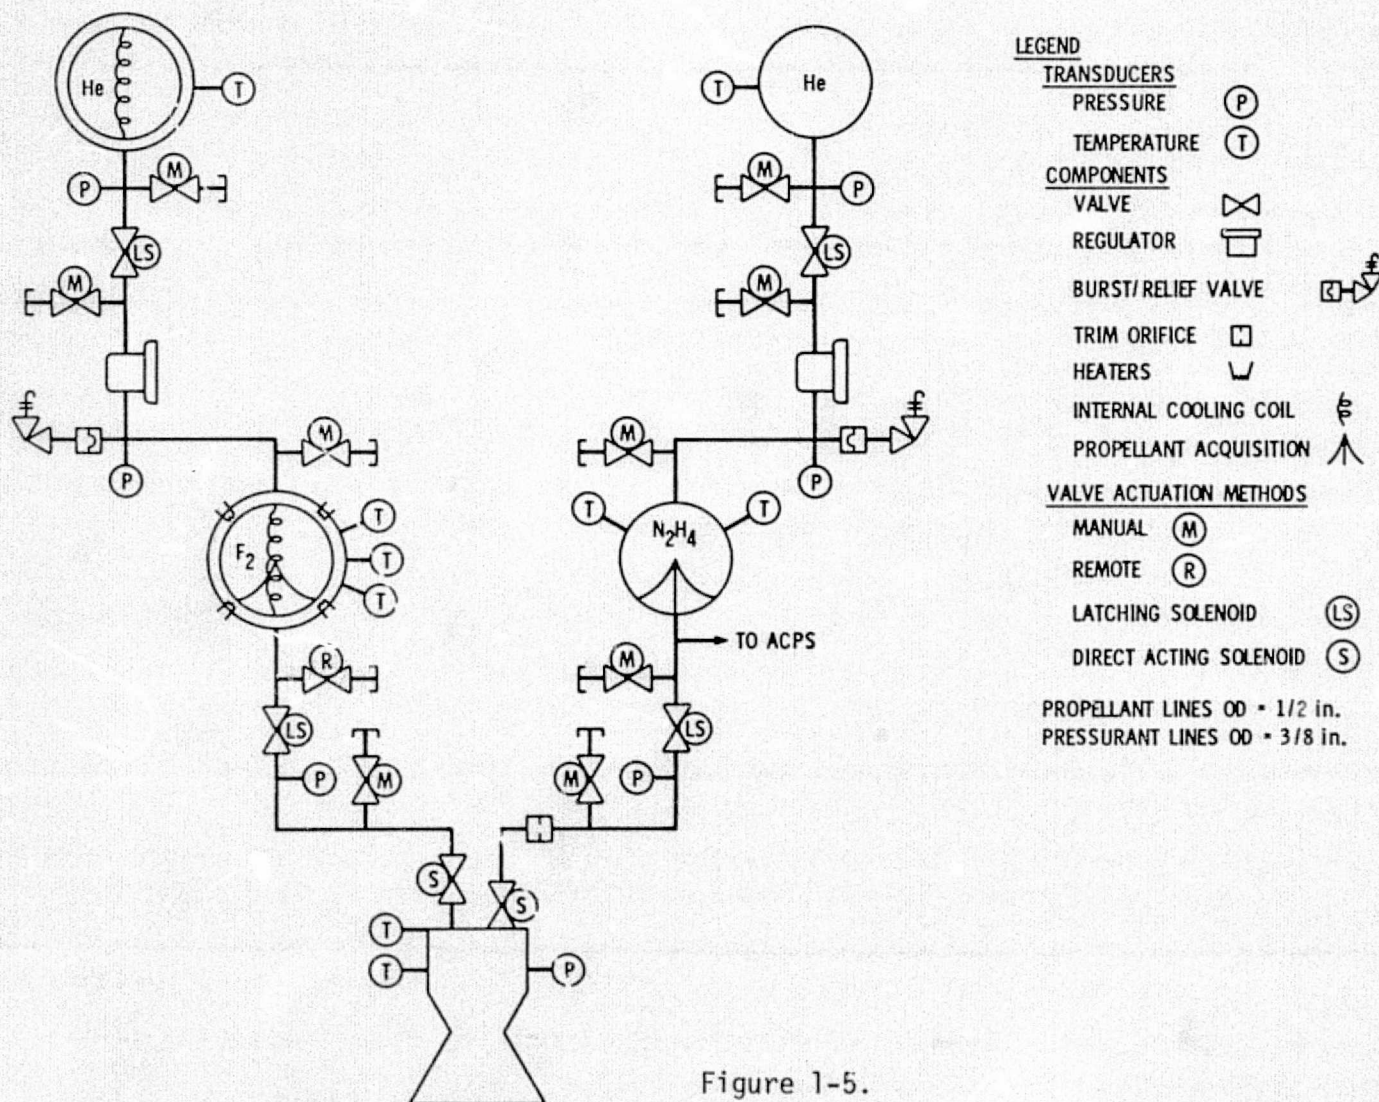 He
T
T
He
P
M
M
P
LS
LS
M
M
M
M
P
P
T
T
T
T
T
F2
N2H4
R
M
TO ACPS
LS
LS
P
M
M
P
S
S
T
T
P
LEGEND
TRANSDUCERS
PRESSURE P
TEMPERATURE T
COMPONENTS
VALVE
REGULATOR
BURST/RELIEF VALVE
TRIM ORIFICE
HEATERS
INTERNAL COOLING COIL
PROPELLANT ACQUISITION
VALVE ACTUATION METHODS
MANUAL M
REMOTE R
LATCHING SOLENOID LS
DIRECT ACTING SOLENOID S
PROPELLANT LINES OD = 1/2 in.
PRESSURANT LINES OD = 3/8 in.
Figure 1-5.